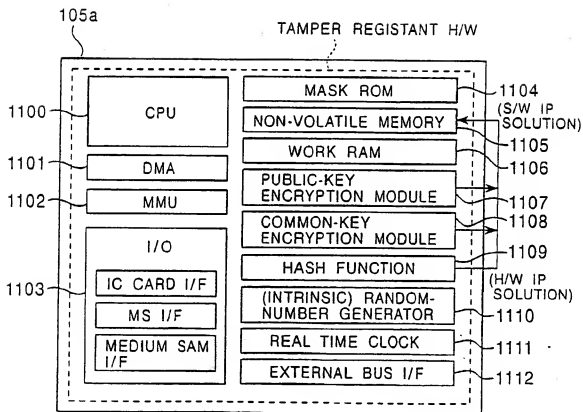 105a
TAMPER REGISTANT H/W
1100
CPU
1101
DMA
1102
MMU
1103
I/O
IC CARD I/F
MS I/F
MEDIUM SAM
I/F
MASK ROM
1104
(S/W IP
SOLUTION)
NON-VOLATILE MEMORY
1105
WORK RAM
1106
PUBLIC-KEY
ENCRYPTION MODULE
1107
COMMON-KEY
ENCRYPTION MODULE
1108
HASH FUNCTION
1109
(H/W IP
SOLUTION)
(INTRINSIC) RANDOM-
NUMBER GENERATOR
1110
REAL TIME CLOCK
1111
EXTERNAL BUS I/F
1112